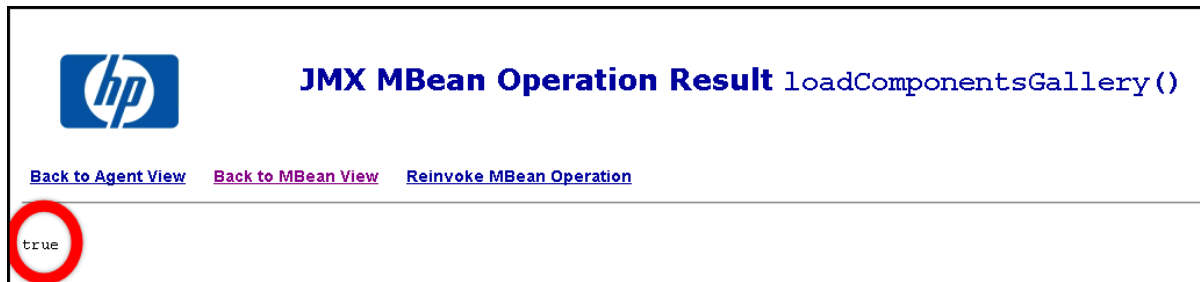 hp
JMX MBean Operation Result loadComponentsGallery()
Back to Agent View Back to MBean View Reinvoke MBean Operation
true